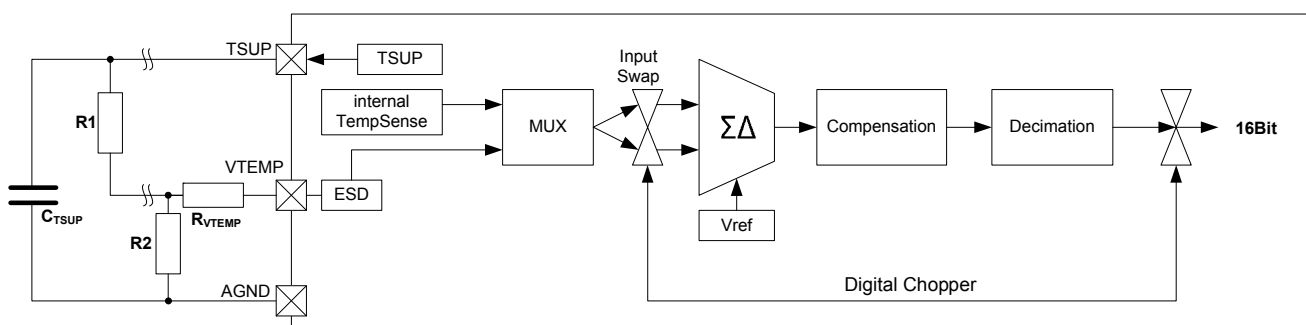 TSUP
TSUP
Input
Swap
R1
internal
TempSense
MUX
ΣΔ
Compensation
Decimation
16Bit
VTEMP
ESD
CTSUP
RVTEMP
R2
Vref
AGND
Digital Chopper